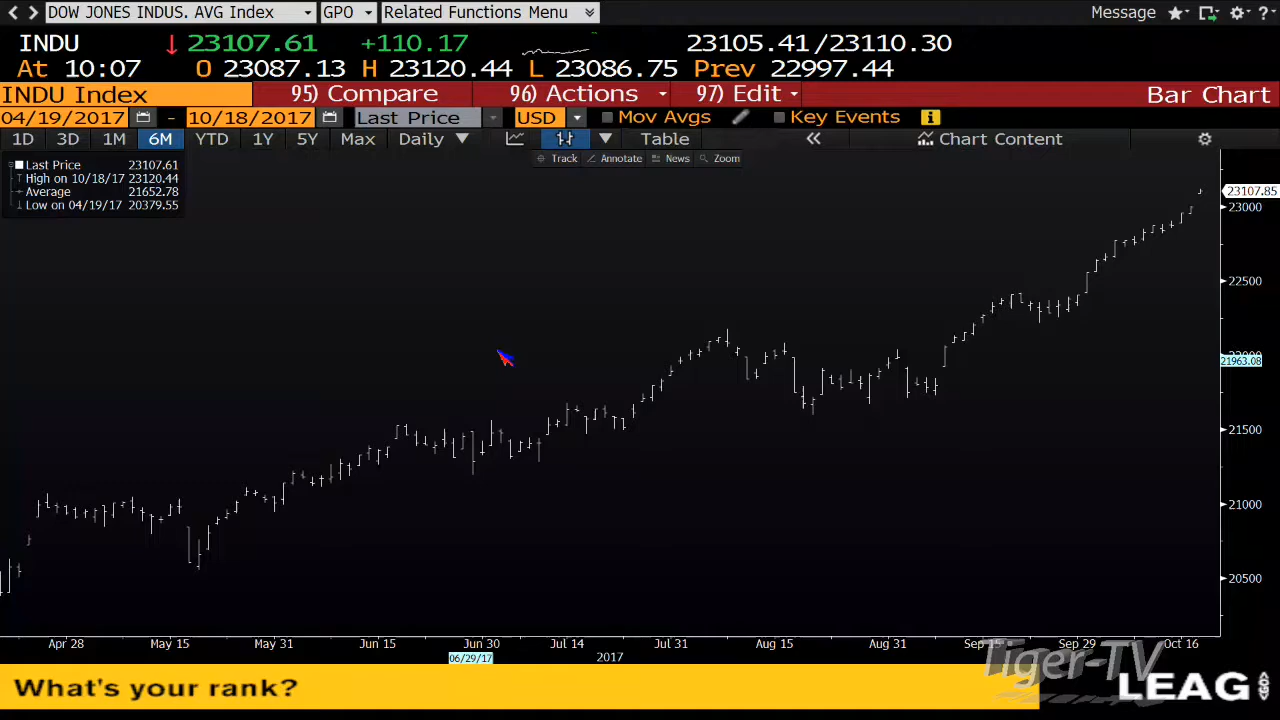 DOW JONES INDUS. AVG Index GPO Related Functions Menu Message ?
INDU 23107.61 +110.17 23105.41/23110.30
At 10:07 O 23087.13 H 23120.44 L 23086.75 Prev 22997.44
INDU Index 95) Compare 96) Actions 97) Edit Bar Chart
04/19/2017 - 10/18/2017 Last Price USD Mov Avgs Key Events
1D 3D 1M 6M YTD 1Y 5Y Max Daily Table « Chart Content
Track Annotate News Zoom
Last Price 23107.61
High on 10/18/17 23120.44
Average 21652.78
Low on 04/19/17 20379.55
23107.85
23000
22500
22000
21963.08
21500
21000
20500
Apr 28 May 15 May 31 Jun 15 Jun 30 Jul 14 Jul 31 Aug 15 Aug 31 Sep 15 Sep 29 Oct 16
06/29/17 2017
Tiger-TV
What's your rank? LEAG